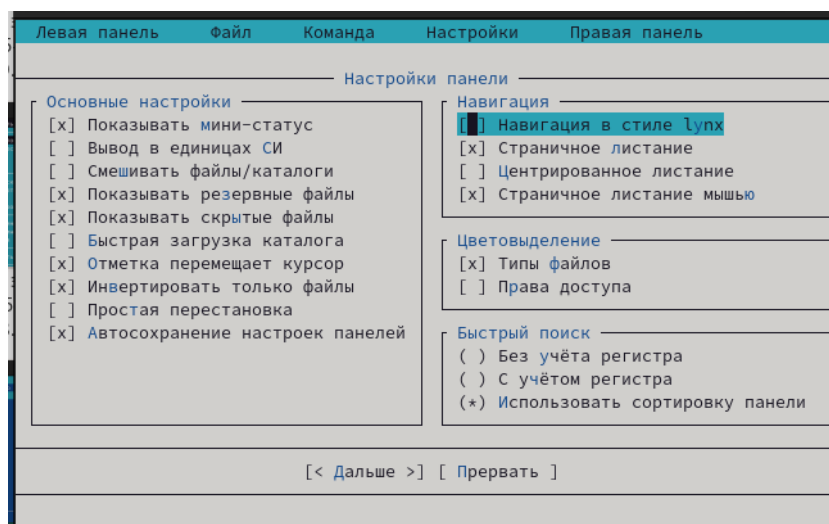 Левая панель Файл Команда Настройки Правая панель
Настройки панели
Основные настройки
[x] Показывать мини-статус
[ ] Вывод в единицах СИ
[ ] Смешивать файлы/каталоги
[x] Показывать резервные файлы
[x] Показывать скрытые файлы
[ ] Быстрая загрузка каталога
[x] Отметка перемещает курсор
[x] Инвертировать только файлы
[ ] Простая перестановка
[x] Автосохранение настроек панелей
Навигация
[ ] Навигация в стиле lynx
[x] Страничное листание
[ ] Центрированное листание
[x] Страничное листание мышью
Цветовыделение
[x] Типы файлов
[ ] Права доступа
Быстрый поиск
( ) Без учёта регистра
( ) С учётом регистра
(*) Использовать сортировку панели
[< Дальше >] [ Прервать ]